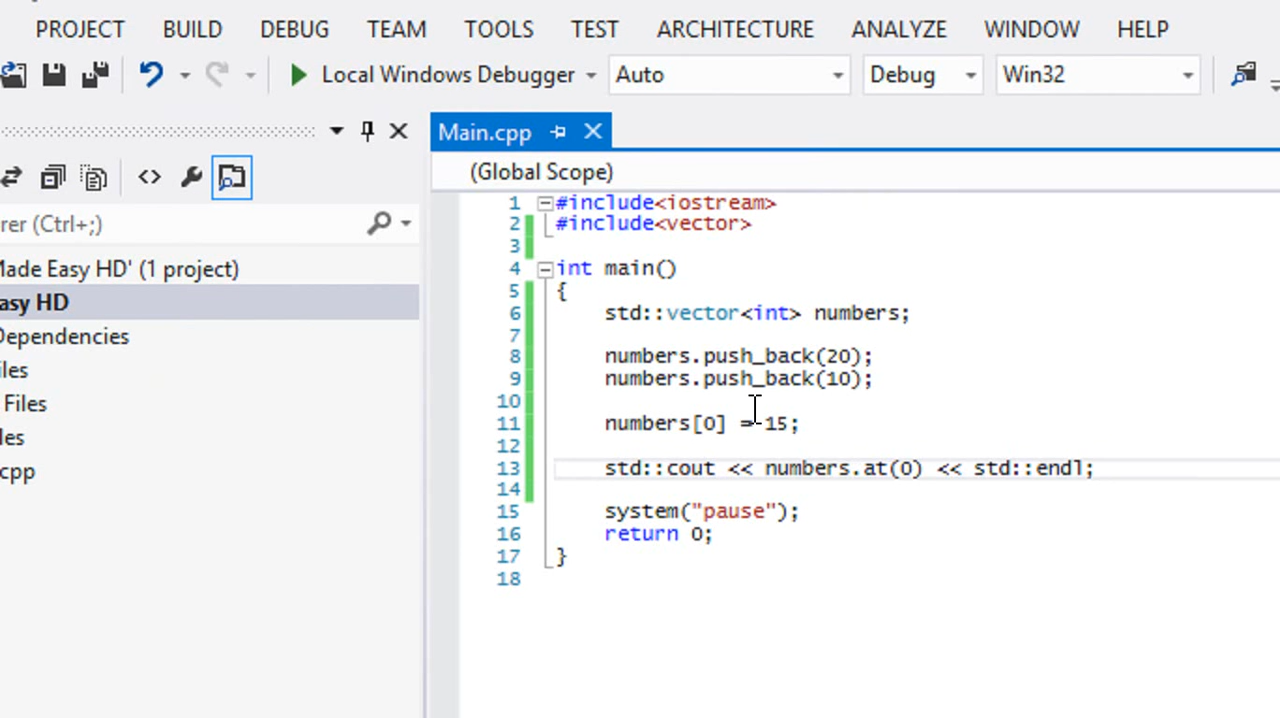 PROJECT BUILD DEBUG TEAM TOOLS TEST ARCHITECTURE ANALYZE WINDOW HELP
Local Windows Debugger Auto Debug Win32
Main.cpp
(Global Scope)
rer (Ctrl+;)
Made Easy HD' (1 project)
asy HD
Dependencies
iles
Files
les
cpp
1 #include<iostream>
2 #include<vector>
3
4 int main()
5 {
6 std::vector<int> numbers;
7
8 numbers.push_back(20);
9 numbers.push_back(10);
10
11 numbers[0] = 15;
12
13 std::cout << numbers.at(0) << std::endl;
14
15 system("pause");
16 return 0;
17 }
18